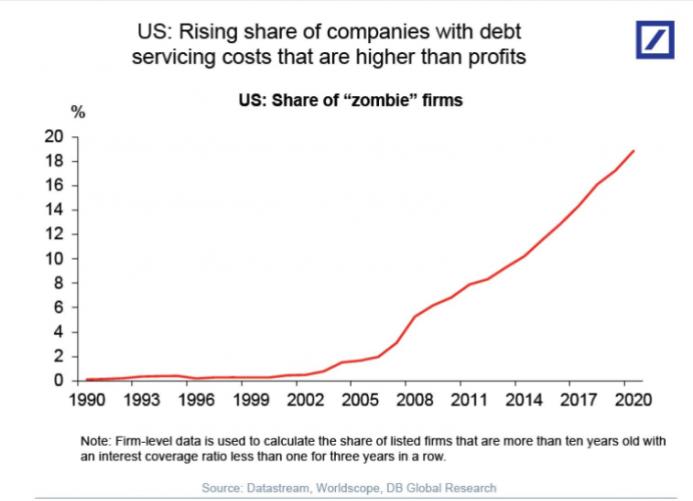 US: Rising share of companies with debt
servicing costs that are higher than profits
US: Share of “zombie” firms
%
20
18
16
14
12
10
8
6
4
2
0
1990 1993 1996 1999 2002 2005 2008 2011 2014 2017 2020
Note: Firm-level data is used to calculate the share of listed firms that are more than ten years old with
an interest coverage ratio less than one for three years in a row.
Source: Datastream, Worldscope, DB Global Research